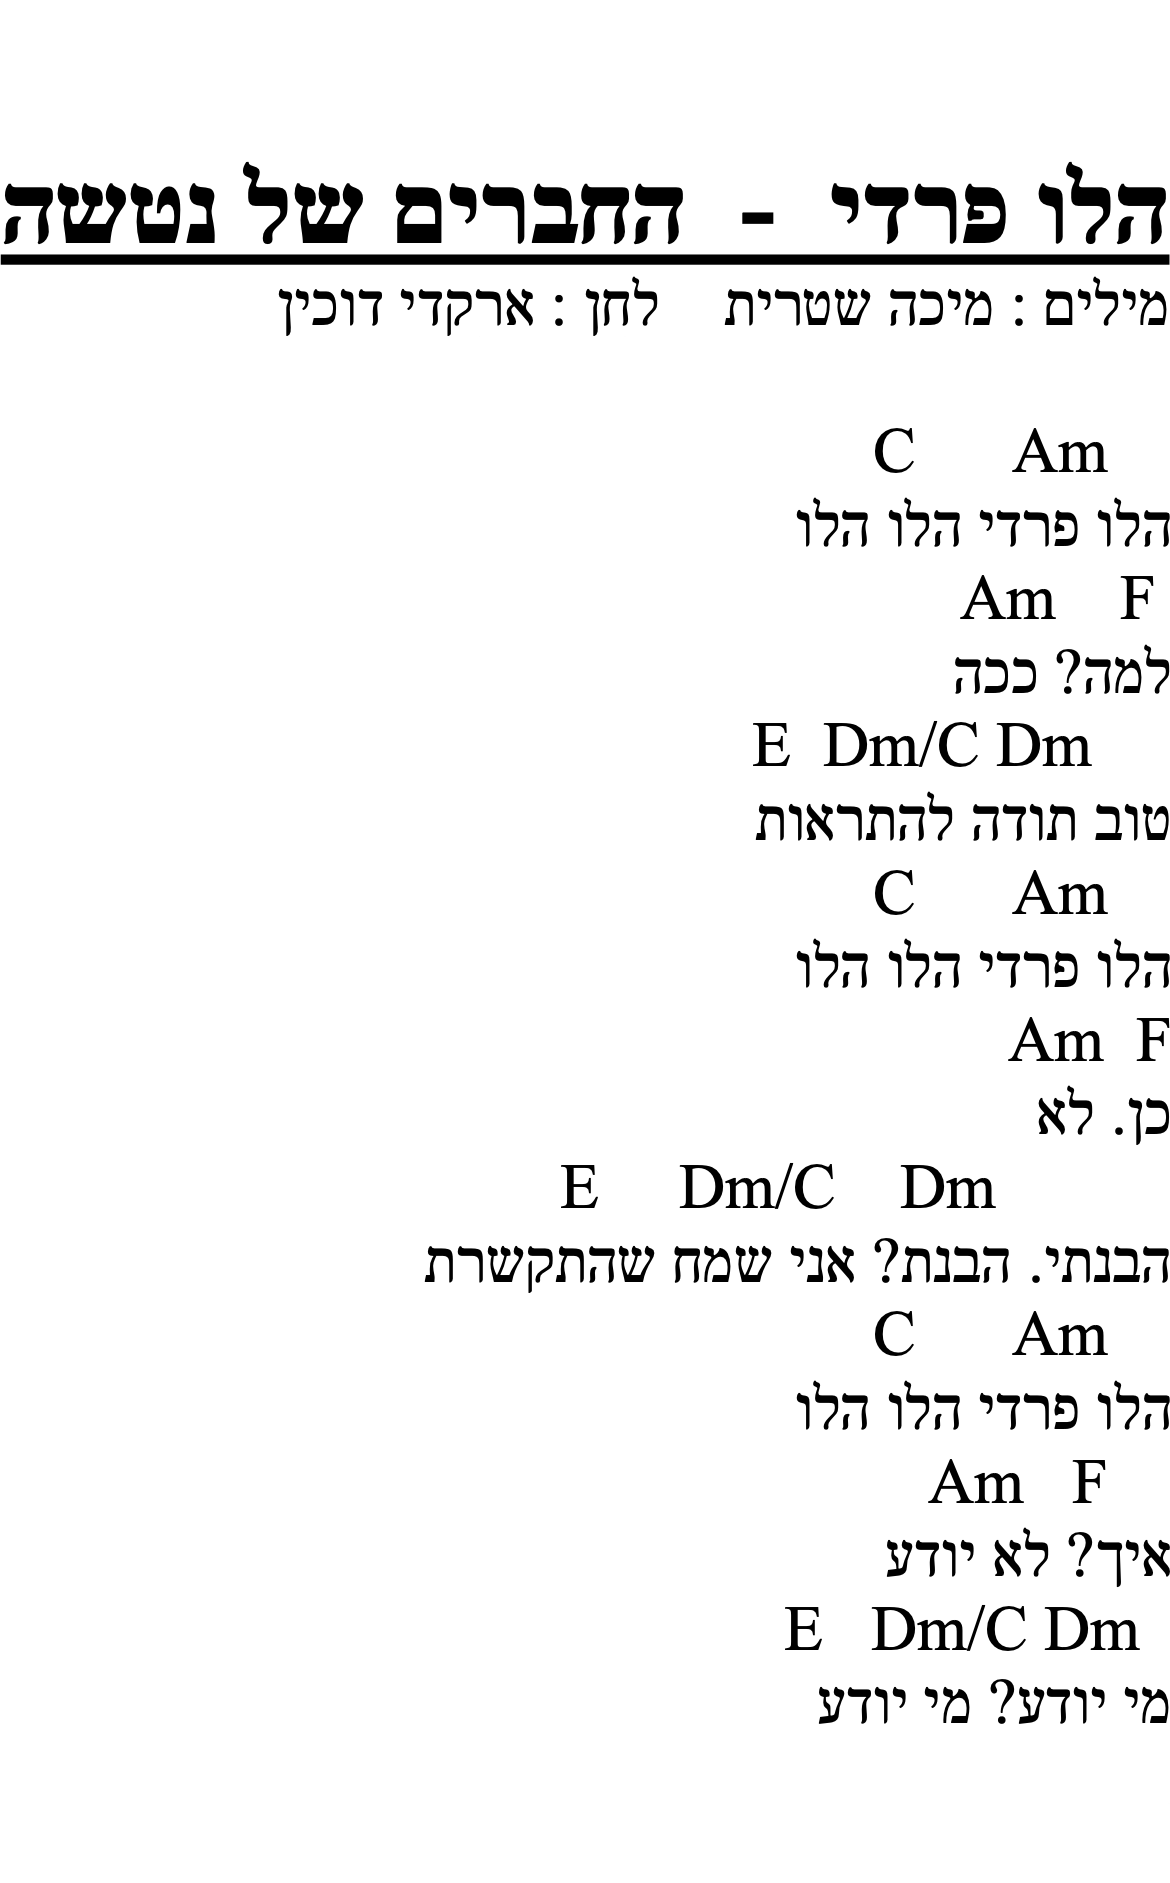 הלו פרדי - החברים של נטשה
מילים : מיכה שטרית    לחן : ארקדי דוכין
C Am
הלו פרדי הלו הלו
Am F
למה? ככה
E Dm/C Dm
טוב תודה להתראות
C Am
הלו פרדי הלו הלו
Am F
כן. לא
E Dm/C Dm
הבנתי. הבנת? אני שמח שהתקשרת
C Am
הלו פרדי הלו הלו
Am F
איך? לא יודע
E Dm/C Dm
מי יודע? מי יודע